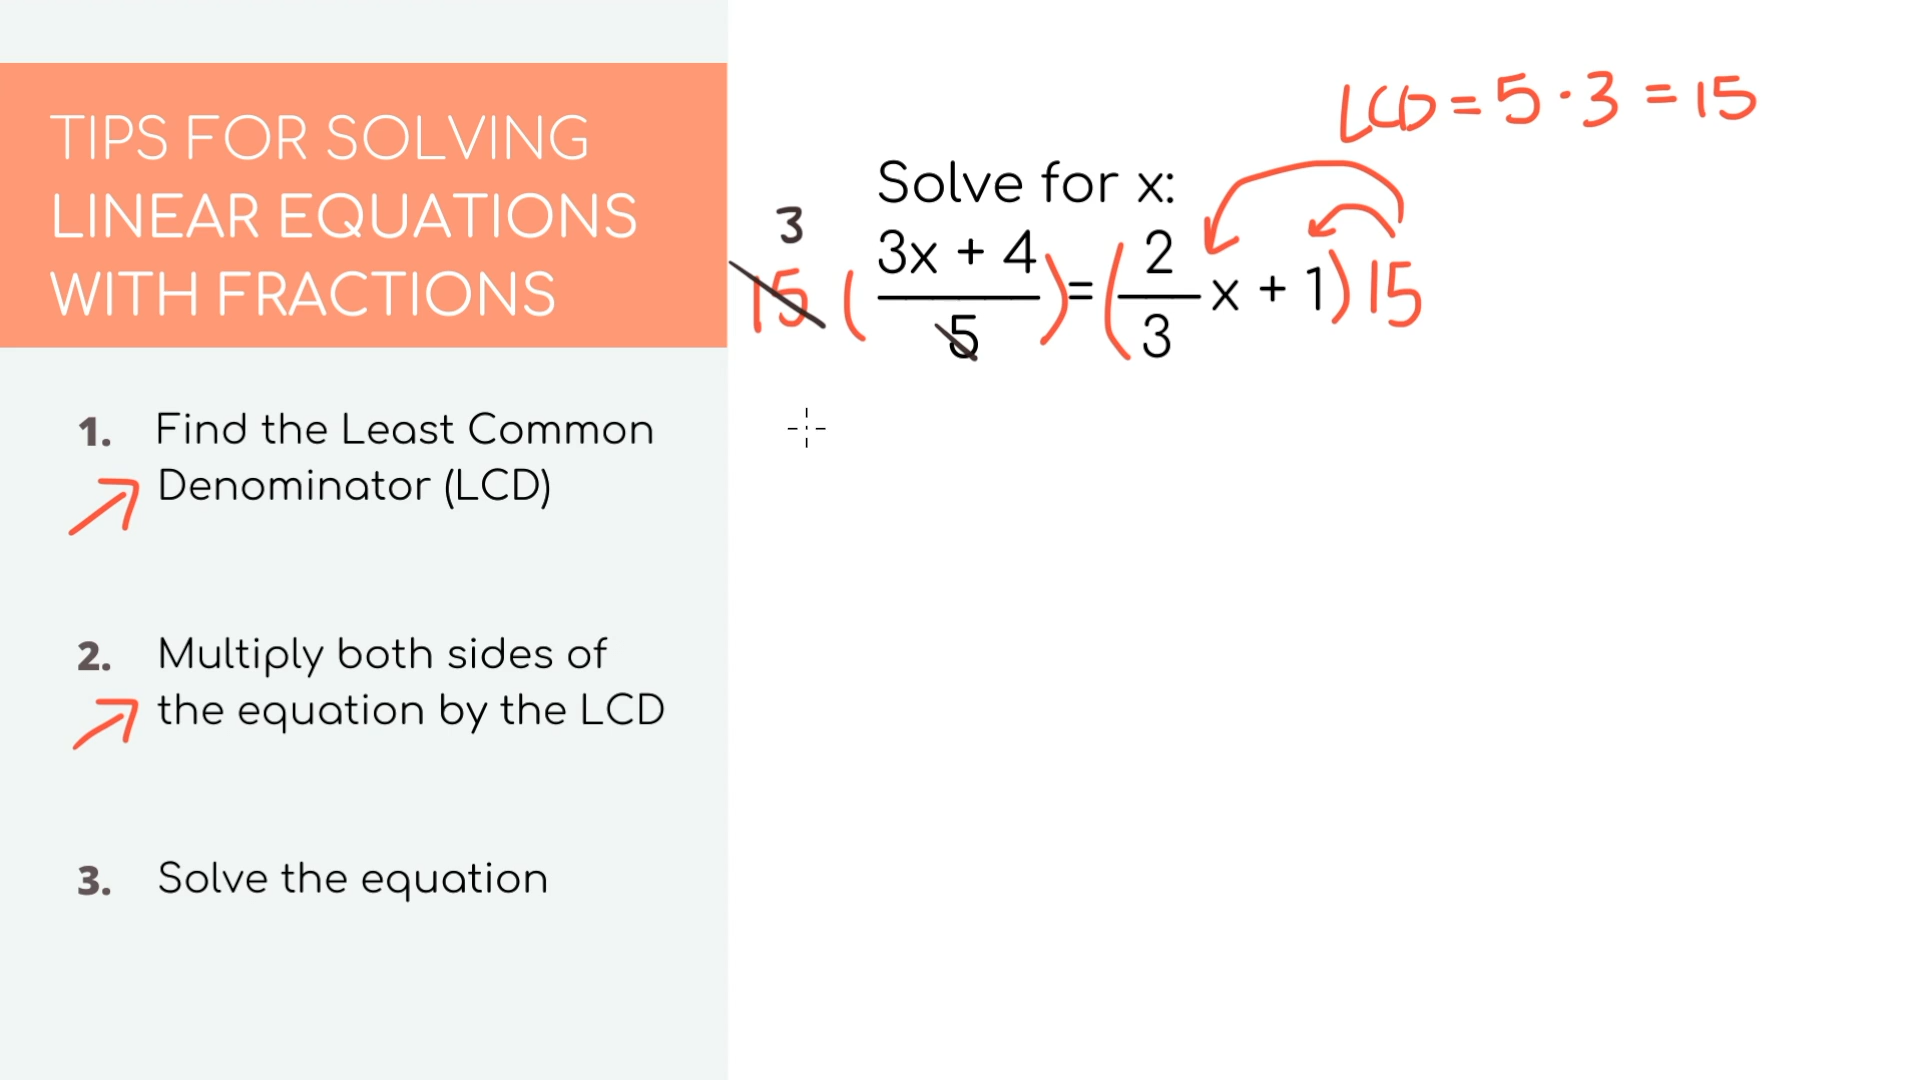 TIPS FOR SOLVING
LINEAR EQUATIONS
WITH FRACTIONS
1. Find the Least Common
Denominator (LCD)
2. Multiply both sides of
the equation by the LCD
3. Solve the equation
LCD = 5 · 3 = 15
Solve for x:
3
15 ( 3x + 4 / 5 ) = ( 2 / 3 x + 1 ) 15